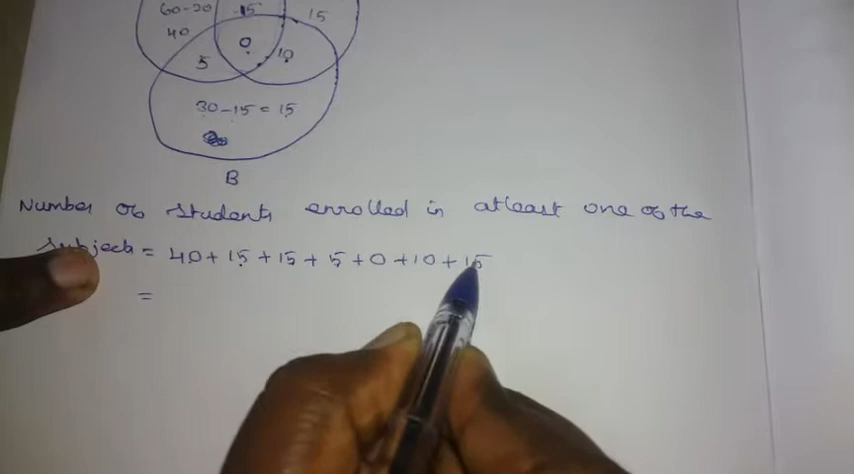 60-20 15 15
40
0
5 10
30-15 = 15
B
Number of Students enrolled in atleast one of the
Subject = 40+15+15+5+0+10+15
=